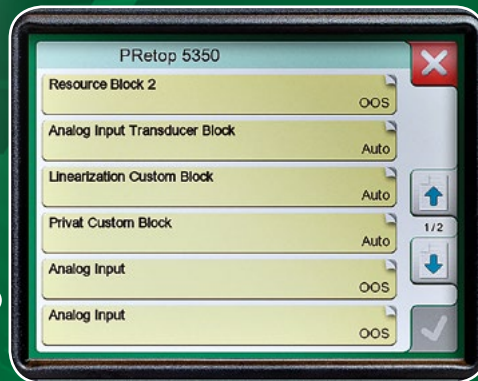 PRetop 5350
Resource Block 2
OOS
Analog Input Transducer Block
Auto
Linearization Custom Block
Auto
Privat Custom Block
Auto
1/2
Analog Input
OOS
Analog Input
OOS